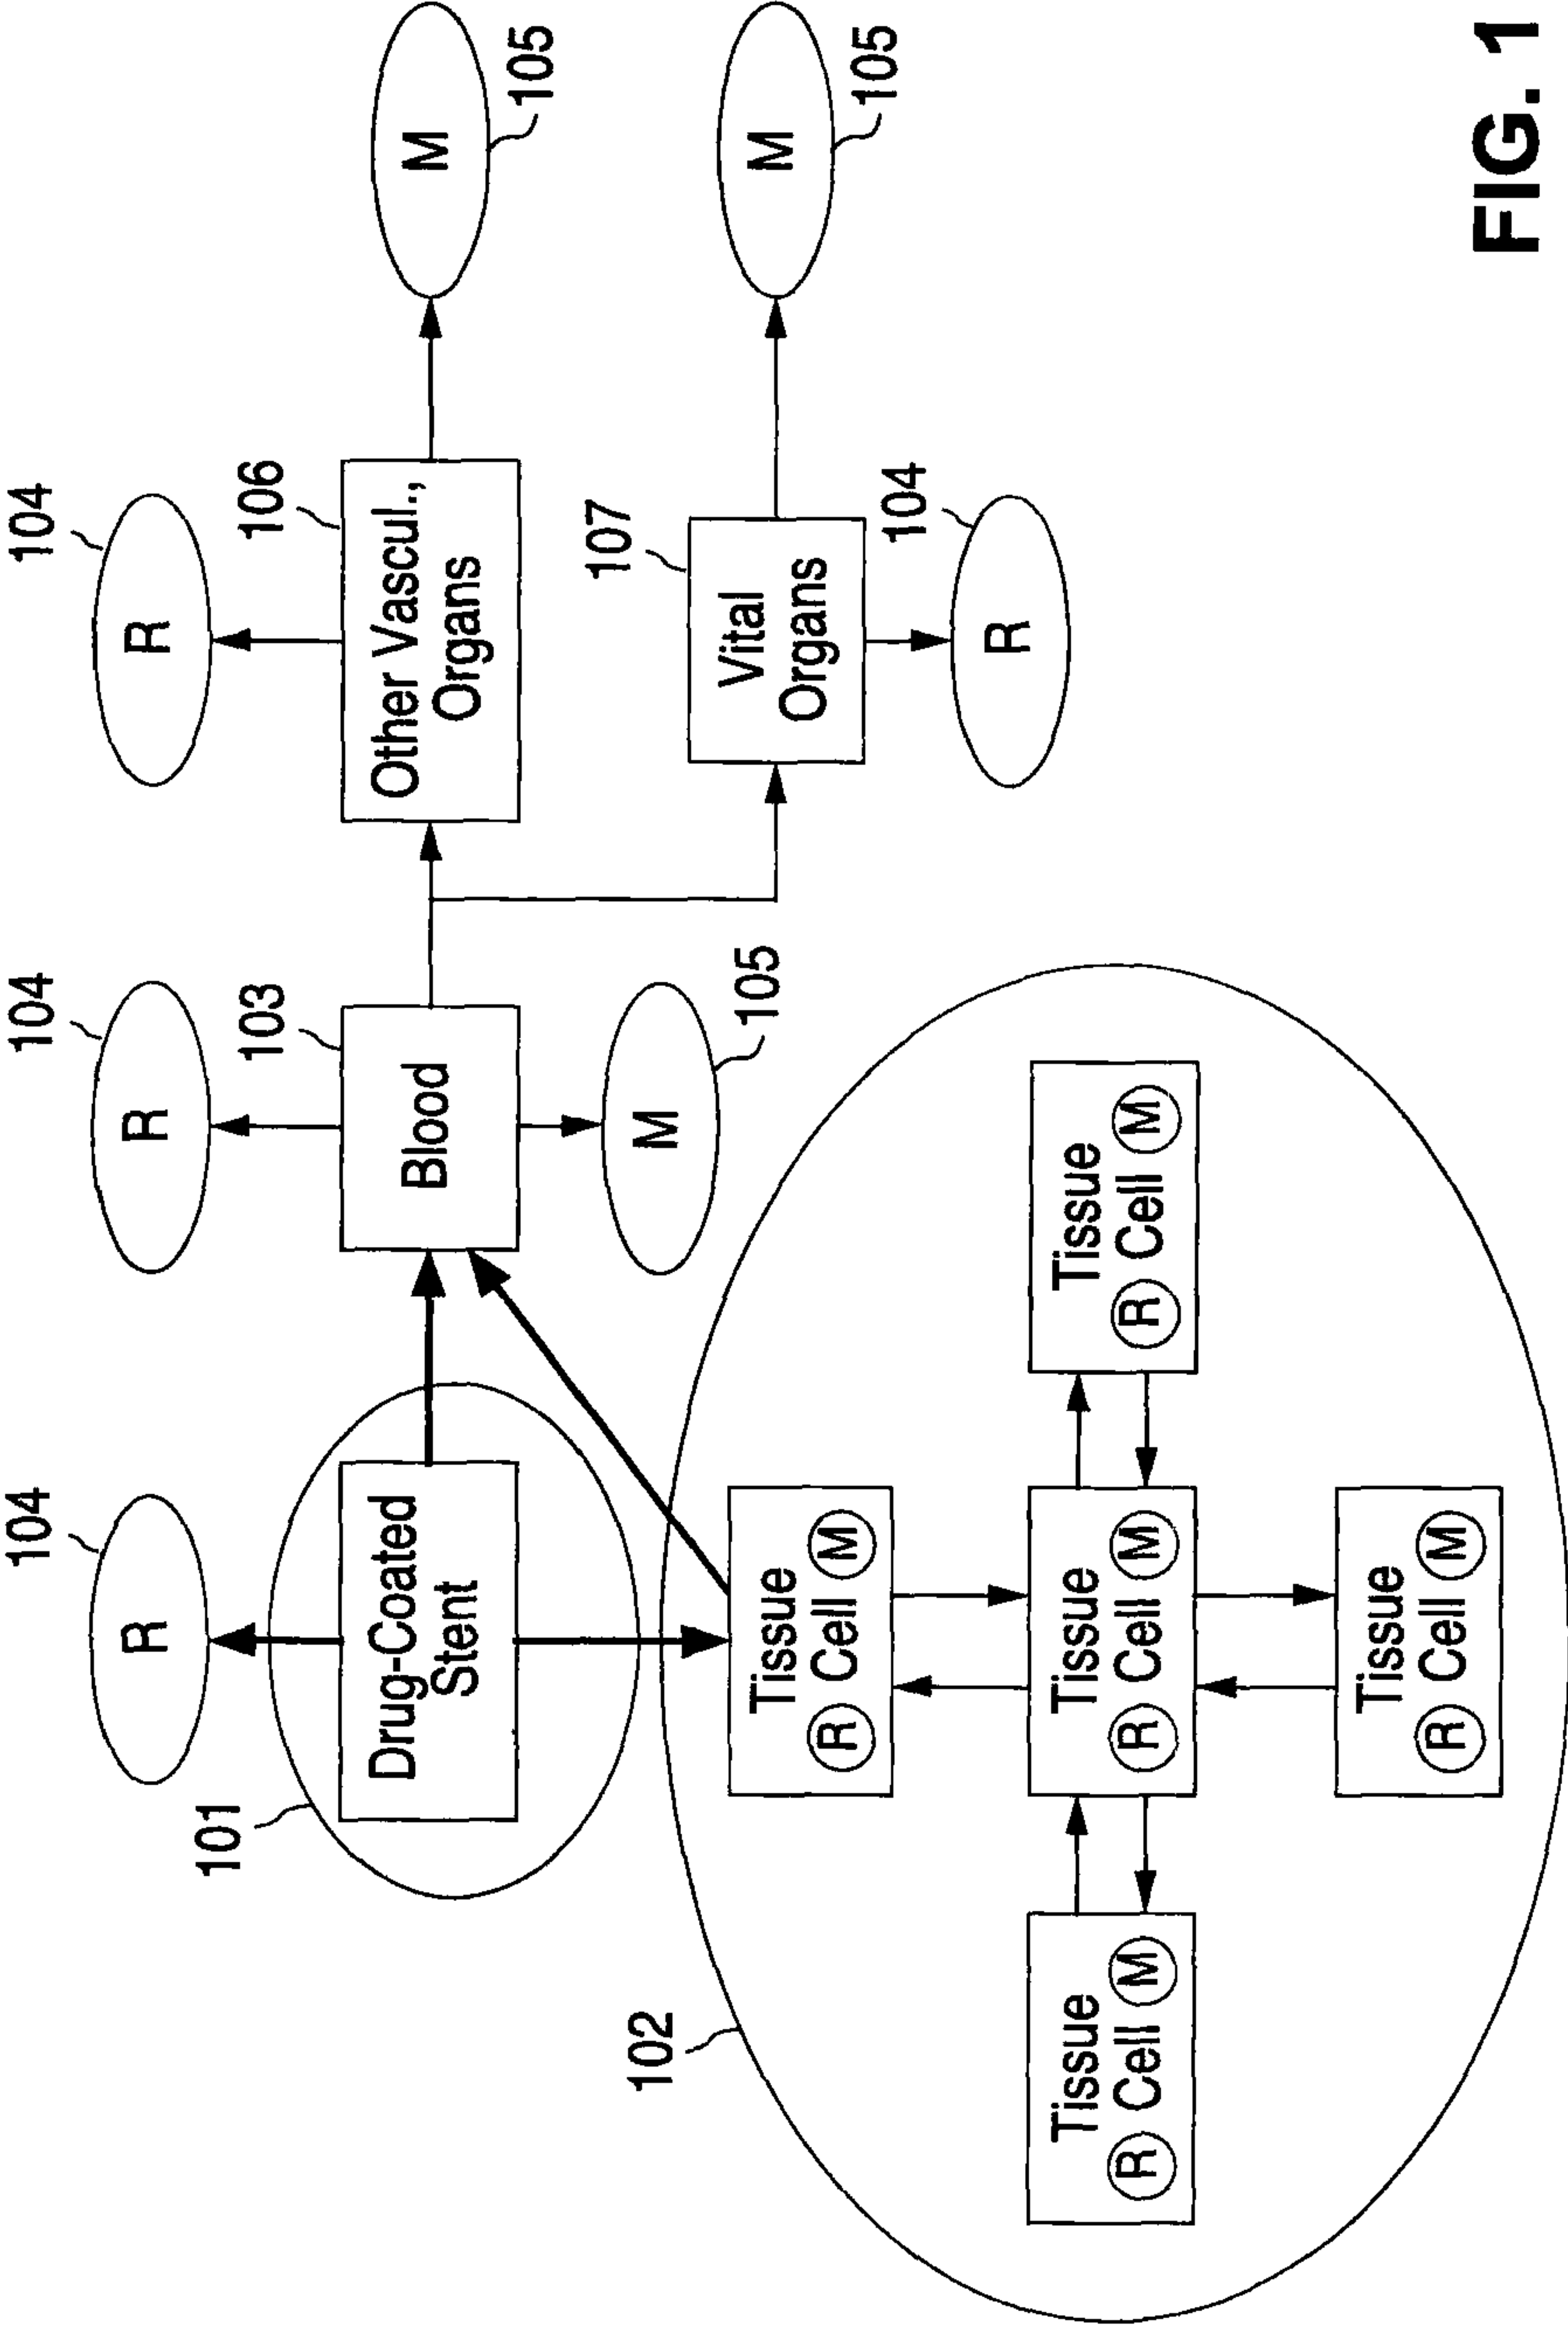 104
R
101
Drug-Coated
Stent
104
R
103
Blood
M
105
104
R
106
Other Vascul.,
Organs
M
105
107
Vital
Organs
104
R
M
105
102
Tissue
R Cell M
Tissue
R Cell M
Tissue
R Cell M
Tissue
R Cell M
Tissue
R Cell M
FIG. 1